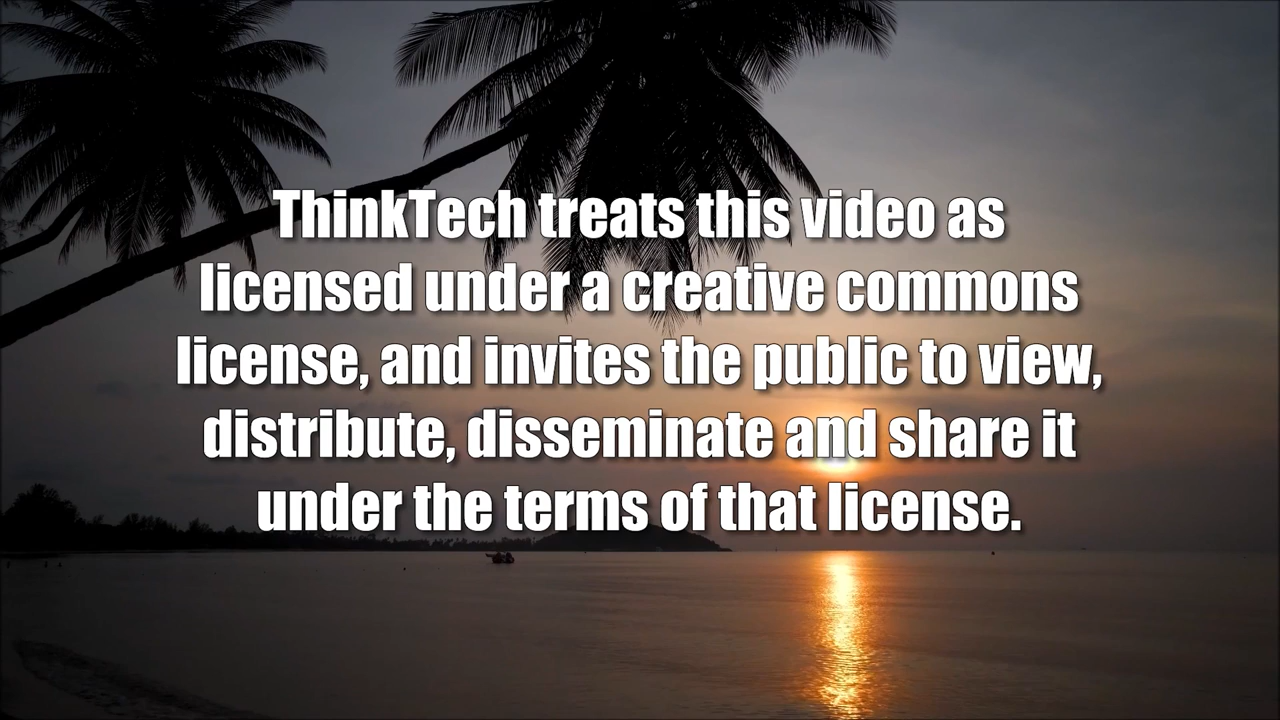 ThinkTech treats this video as
licensed under a creative commons
license, and invites the public to view,
distribute, disseminate and share it
under the terms of that license.